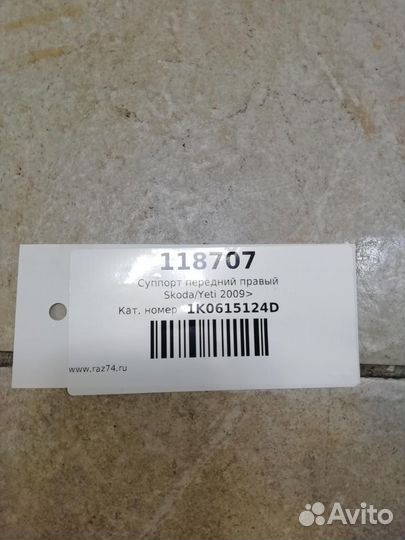 118707
Суппорт передний правый
Skoda/Yeti 2009>
Кат. номер: 1K0615124D
www.raz74.ru
Avito